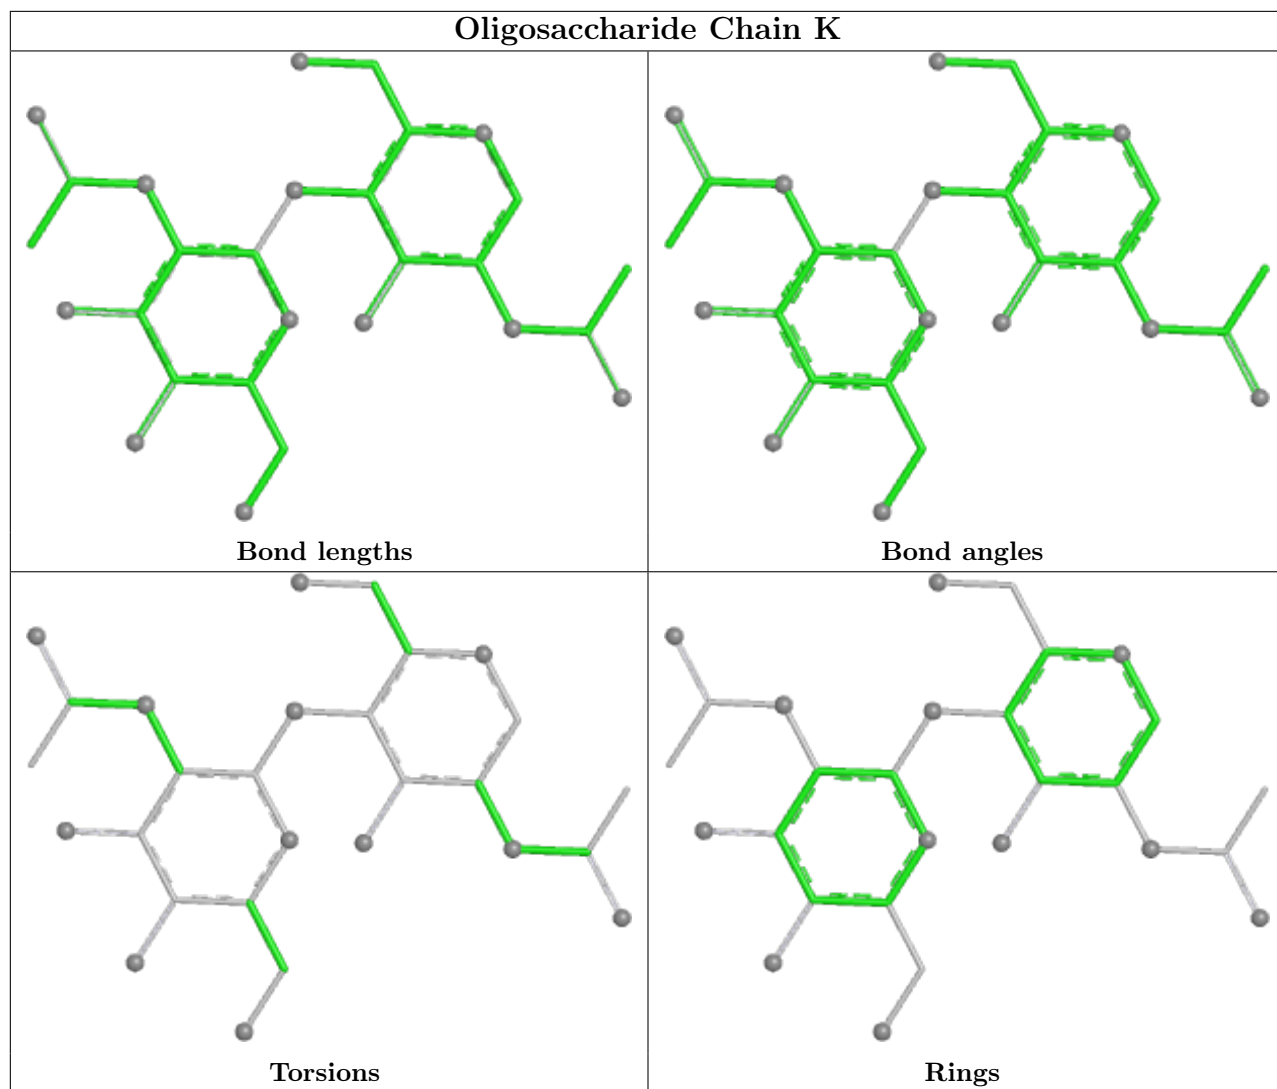 Oligosaccharide Chain K
Bond lengths
Bond angles
Torsions
Rings